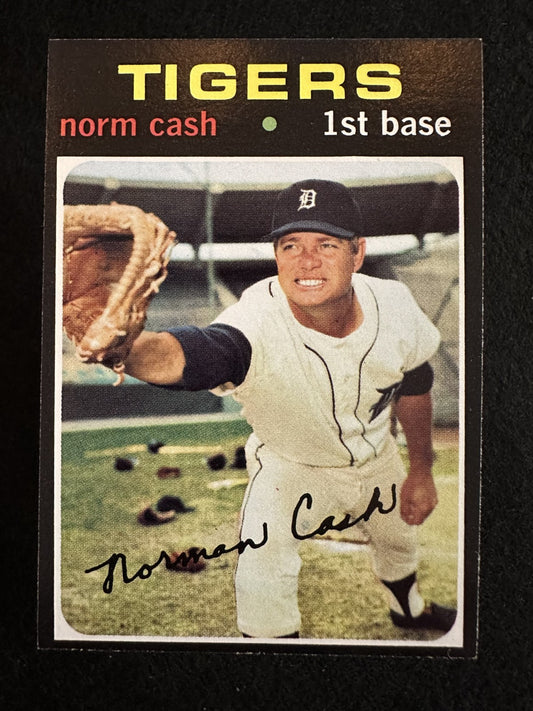 TIGERS
norm cash • 1st base
D
Norman Cash